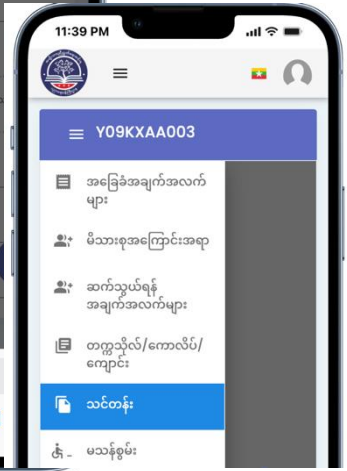 11:39 PM
Y09KXAA003
အခြေခံအချက်အလက်
များ
မိသားစုအကြောင်းအရာ
ဆက်သွယ်ရန်
အချက်အလက်များ
တက္ကသိုလ်/ကောလိပ်/
ကျောင်း
သင်တန်း
မသန်စွမ်း